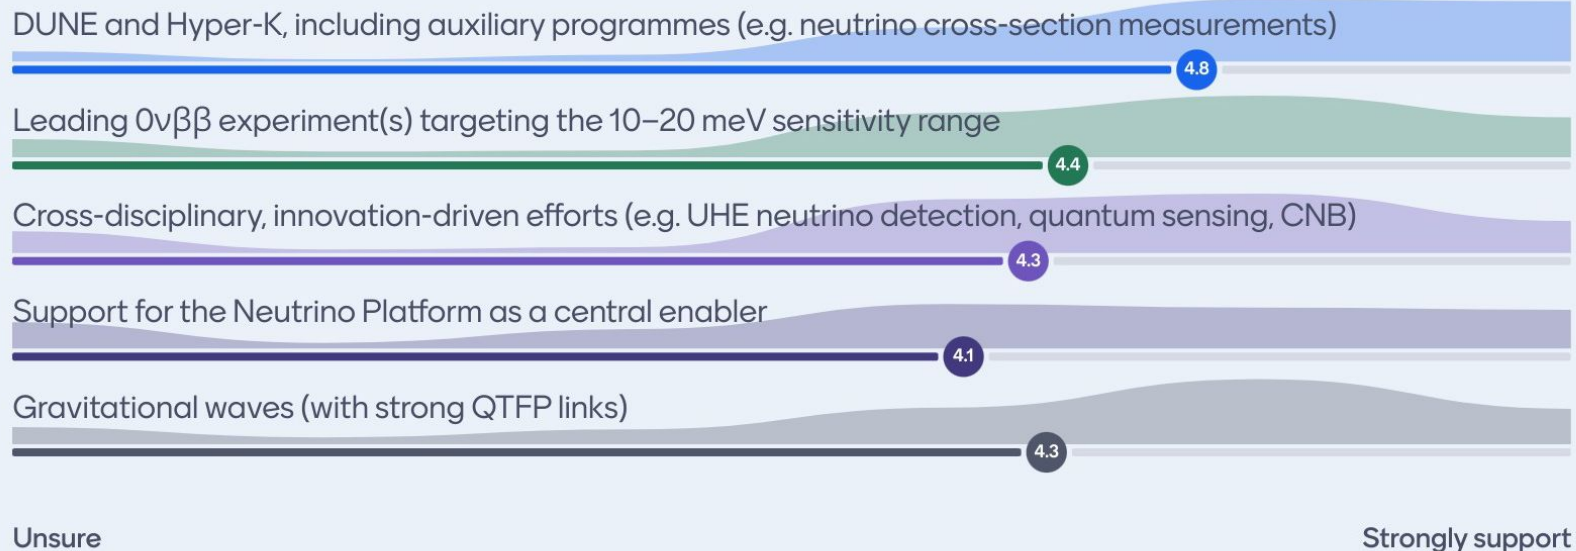 DUNE and Hyper-K, including auxiliary programmes (e.g. neutrino cross-section measurements)
4.8
Leading 0νββ experiment(s) targeting the 10–20 meV sensitivity range
4.4
Cross-disciplinary, innovation-driven efforts (e.g. UHE neutrino detection, quantum sensing, CNB)
4.3
Support for the Neutrino Platform as a central enabler
4.1
Gravitational waves (with strong QTFP links)
4.3
Unsure Strongly support